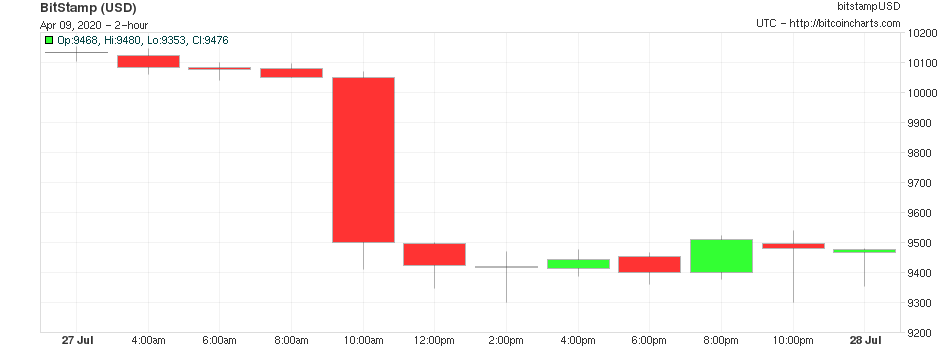 BitStamp (USD)
bitstampUSD
Apr 09, 2020 - 2-hour
UTC - http://bitcoincharts.com
Op:9468, Hi:9480, Lo:9353, Cl:9476
10200
10100
10000
9900
9800
9700
9600
9500
9400
9300
9200
27 Jul 4:00am 6:00am 8:00am 10:00am 12:00pm 2:00pm 4:00pm 6:00pm 8:00pm 10:00pm 28 Jul